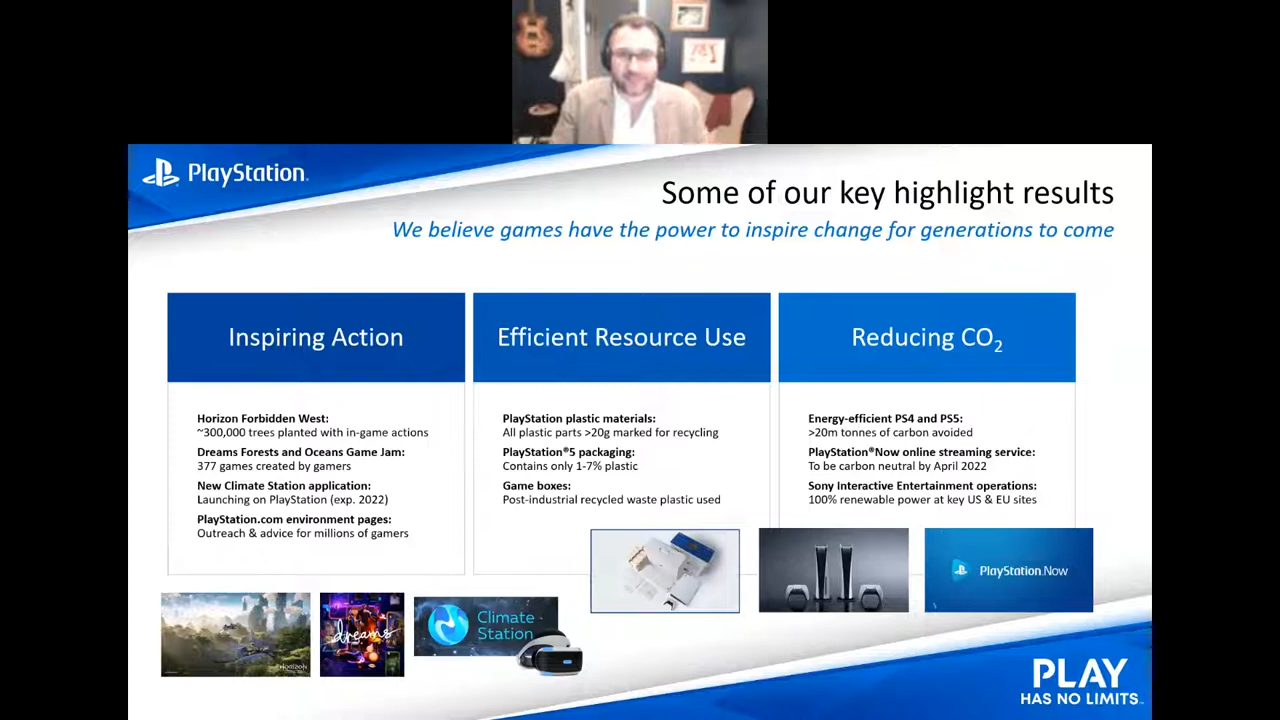 PlayStation
Some of our key highlight results
We believe games have the power to inspire change for generations to come
Inspiring Action
Horizon Forbidden West:
~300,000 trees planted with in-game actions
Dreams Forests and Oceans Game Jam:
377 games created by gamers
New Climate Station application:
Launching on PlayStation (exp. 2022)
PlayStation.com environment pages:
Outreach & advice for millions of gamers
Efficient Resource Use
PlayStation plastic materials:
All plastic parts >20g marked for recycling
PlayStation®5 packaging:
Contains only 1-7% plastic
Game boxes:
Post-industrial recycled waste plastic used
Reducing CO₂
Energy-efficient PS4 and PS5:
>20m tonnes of carbon avoided
PlayStation®Now online streaming service:
To be carbon neutral by April 2022
Sony Interactive Entertainment operations:
100% renewable power at key US & EU sites
Horizon
dreams
Climate
Station
PlayStation.Now
PLAY
HAS NO LIMITS™